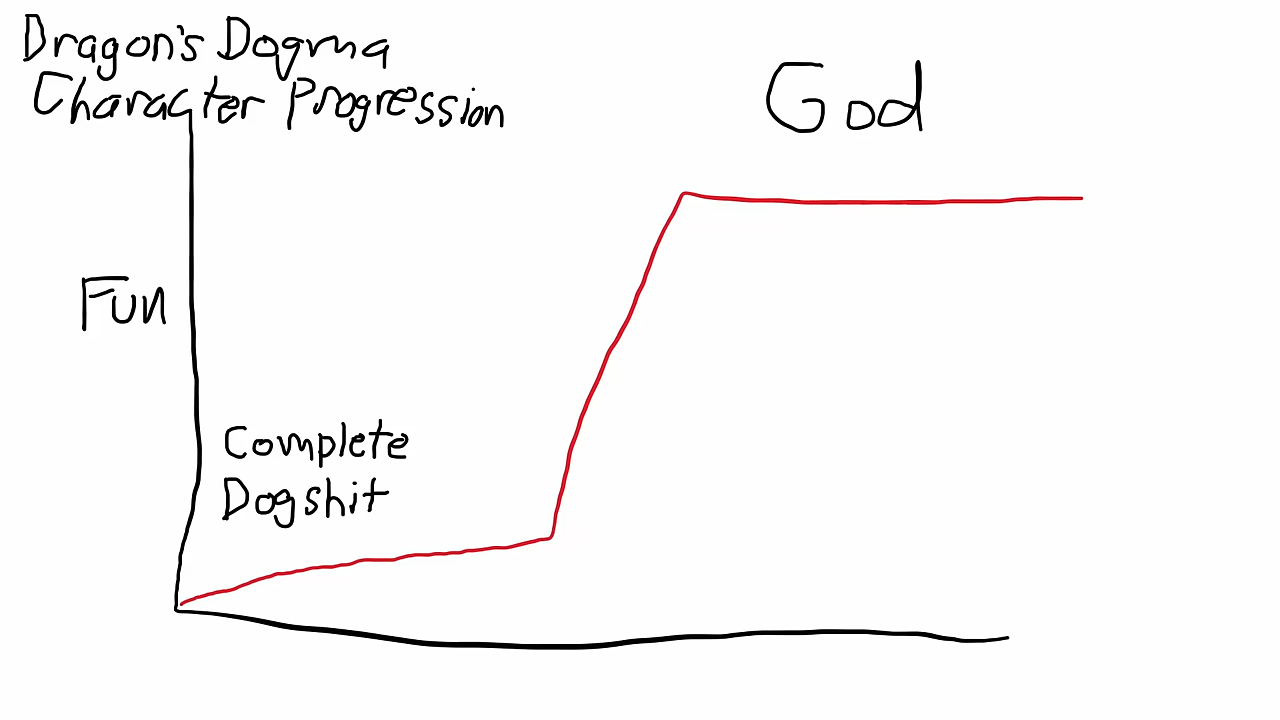 Dragon's Dogma
Character Progression
God
Fun
Complete
Dogshit